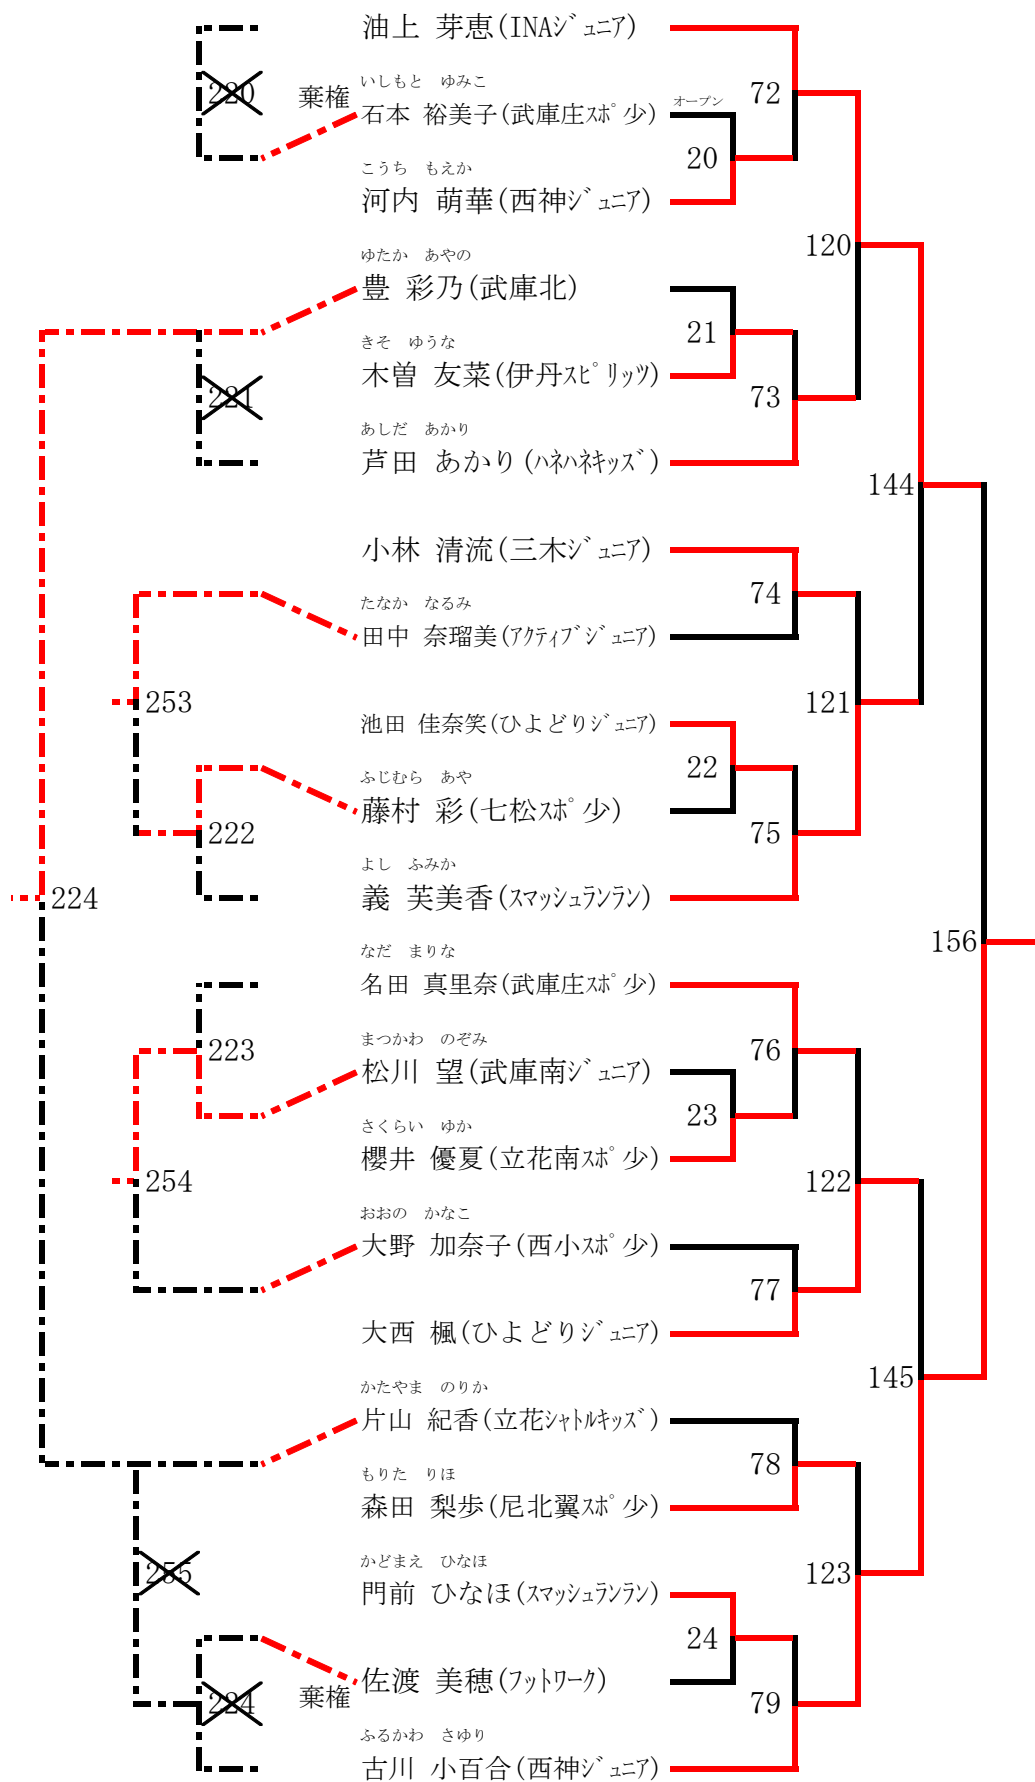 油上 芽恵(INAジュニア)
220
棄権
いしもと ゆみこ
石本 裕美子(武庫庄スポ少)
オープン
72
20
こうち もえか
河内 萌華(西神ジュニア)
120
ゆたか あやの
豊 彩乃(武庫北)
21
きそ ゆうな
木曽 友菜(伊丹スピリッツ)
221
73
あしだ あかり
芦田 あかり(ハネハネキッズ)
144
小林 清流(三木ジュニア)
74
たなか なるみ
田中 奈瑠美(アクティブジュニア)
253
121
池田 佳奈笑(ひよどりジュニア)
22
ふじむら あや
藤村 彩(七松スポ少)
222
75
よし ふみか
義 芙美香(スマッシュランラン)
224
156
なだ まりな
名田 真里奈(武庫庄スポ少)
223
76
まつかわ のぞみ
松川 望(武庫南ジュニア)
23
さくらい ゆか
櫻井 優夏(立花南スポ少)
254
122
おおの かなこ
大野 加奈子(西小スポ少)
77
大西 楓(ひよどりジュニア)
145
かたやま のりか
片山 紀香(立花シャトルキッズ)
78
もりた りほ
森田 梨歩(尼北翼スポ少)
255
123
かどまえ ひなほ
門前 ひなほ(スマッシュランラン)
24
佐渡 美穂(フットワーク)
棄権
224
79
ふるかわ さゆり
古川 小百合(西神ジュニア)